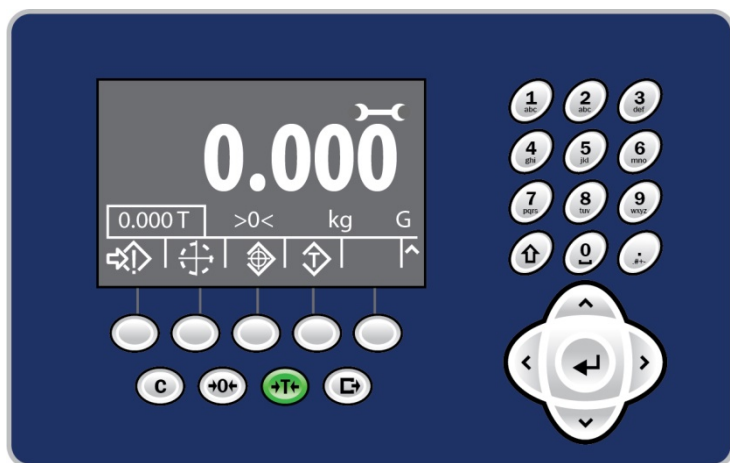 0.000
0.000 T >0< kg G
T
C →0← →T←
1 abc 2 abc 3 def
4 ghi 5 jkl 6 mno
7 pqrs 8 tuv 9 wxyz
0 . .#+-